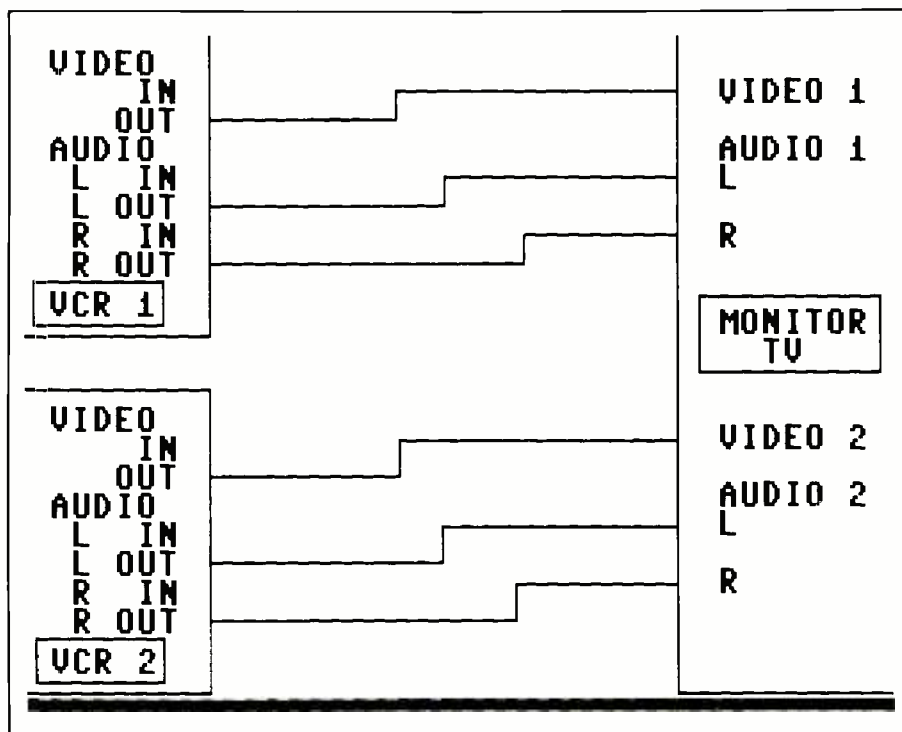 VIDEO
IN
OUT
AUDIO
L IN
L OUT
R IN
R OUT
VCR 1
VIDEO 1
AUDIO 1
L
R
MONITOR
TV
VIDEO
IN
OUT
AUDIO
L IN
L OUT
R IN
R OUT
VCR 2
VIDEO 2
AUDIO 2
L
R